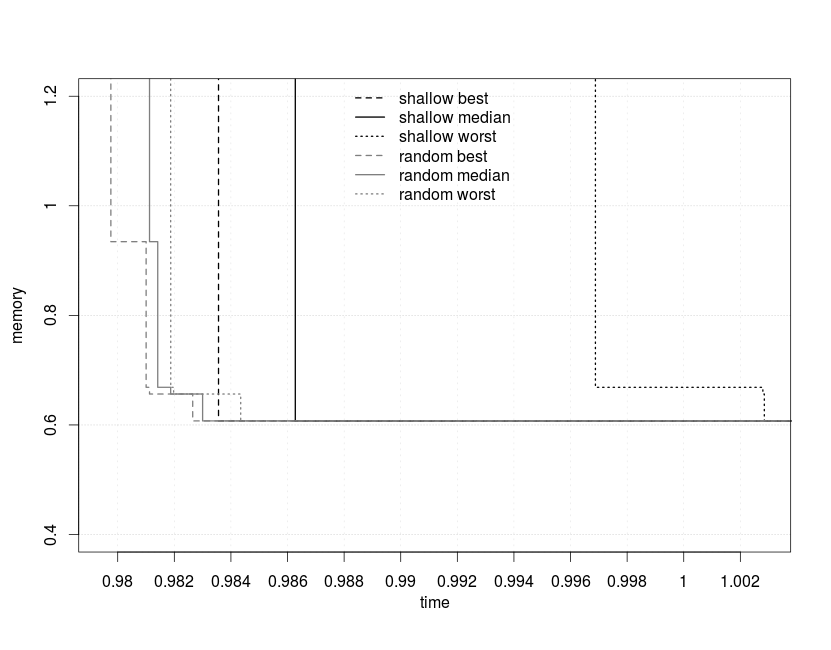 shallow best
shallow median
shallow worst
random best
random median
random worst
memory
1.2
1
0.8
0.6
0.4
0.98 0.982 0.984 0.986 0.988 0.99 0.992 0.994 0.996 0.998 1 1.002
time